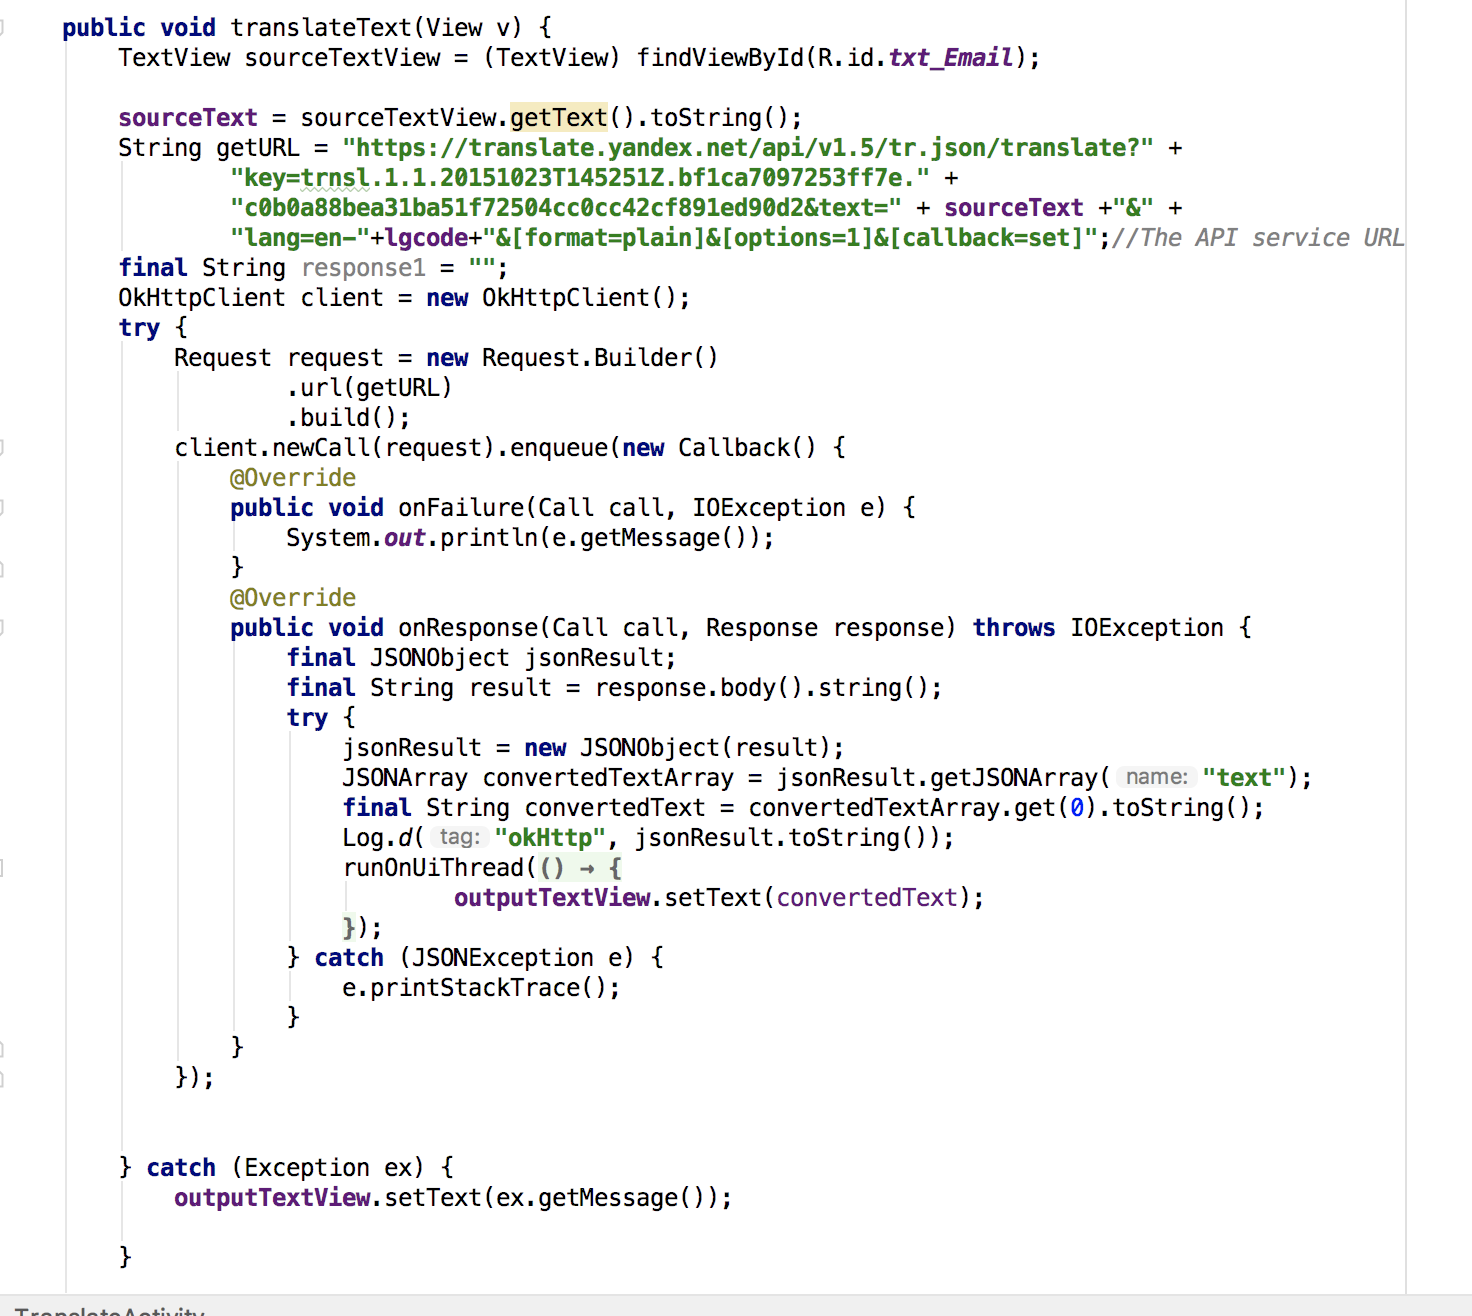 public void translateText(View v) {
TextView sourceTextView = (TextView) findViewById(R.id.txt_Email);
sourceText = sourceTextView.getText().toString();
String getURL = "https://translate.yandex.net/api/v1.5/tr.json/translate?" +
"key=trnsl.1.1.20151023T145251Z.bf1ca7097253ff7e." +
"c0b0a88bea31ba51f72504cc0cc42cf891ed90d2&text=" + sourceText +"&" +
"lang=en-"+lgcode+"&[format=plain]&[options=1]&[callback=set]";//The API service URL
final String response1 = "";
OkHttpClient client = new OkHttpClient();
try {
Request request = new Request.Builder()
.url(getURL)
.build();
client.newCall(request).enqueue(new Callback() {
@Override
public void onFailure(Call call, IOException e) {
System.out.println(e.getMessage());
}
@Override
public void onResponse(Call call, Response response) throws IOException {
final JSONObject jsonResult;
final String result = response.body().string();
try {
jsonResult = new JSONObject(result);
JSONArray convertedTextArray = jsonResult.getJSONArray( name: "text");
final String convertedText = convertedTextArray.get(0).toString();
Log.d( tag: "okHttp", jsonResult.toString());
runOnUiThread(() → {
outputTextView.setText(convertedText);
});
} catch (JSONException e) {
e.printStackTrace();
}
}
});
} catch (Exception ex) {
outputTextView.setText(ex.getMessage());
}
TranslateActivity